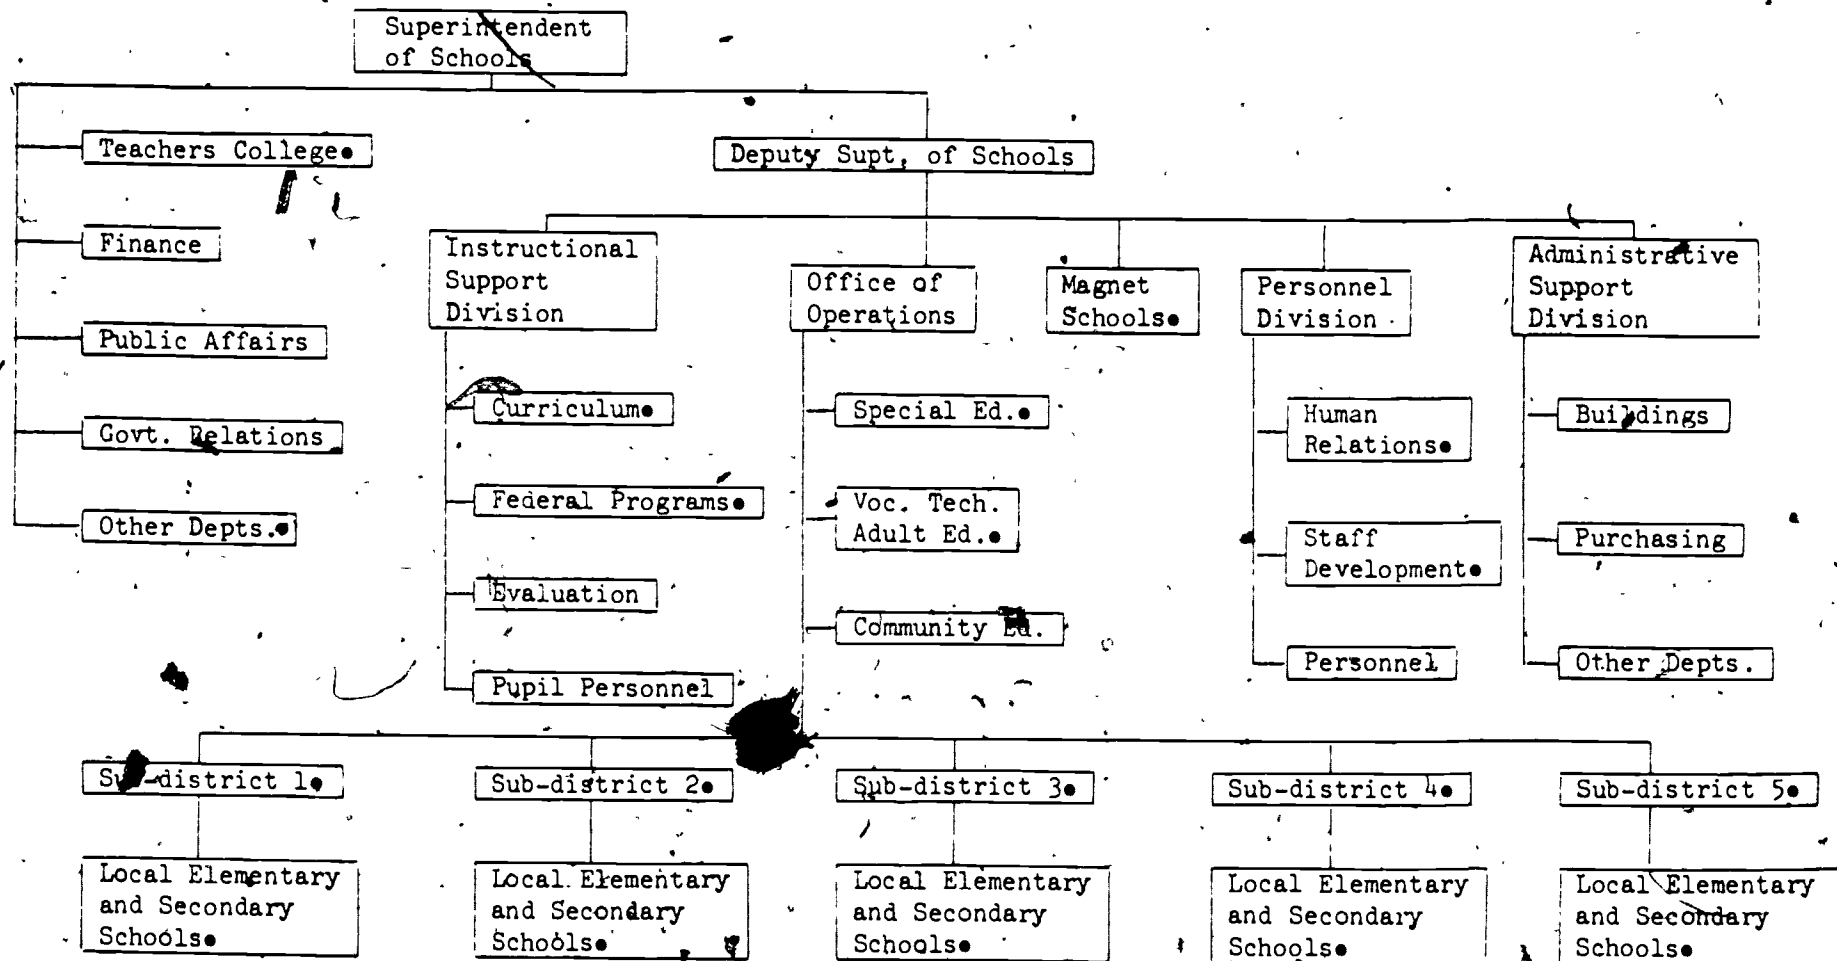 Superintendent
of Schools
Teachers College●
Deputy Supt. of Schools
Finance
Public Affairs
Govt. Relations
Other Depts.●
Instructional
Support
Division
Curriculum●
Federal Programs●
Evaluation
Pupil Personnel
Office of
Operations
Special Ed.●
Voc. Tech.
Adult Ed.●
Community Ed.
Magnet
Schools●
Personnel
Division
Human
Relations●
Staff
Development●
Personnel
Administrative
Support
Division
Buildings
Purchasing
Other Depts.
Sub-district 1●
Sub-district 2●
Sub-district 3●
Sub-district 4●
Sub-district 5●
Local Elementary
and Secondary
Schools●
Local Elementary
and Secondary
Schools●
Local Elementary
and Secondary
Schools●
Local Elementary
and Secondary
Schools●
Local Elementary
and Secondary
Schools●